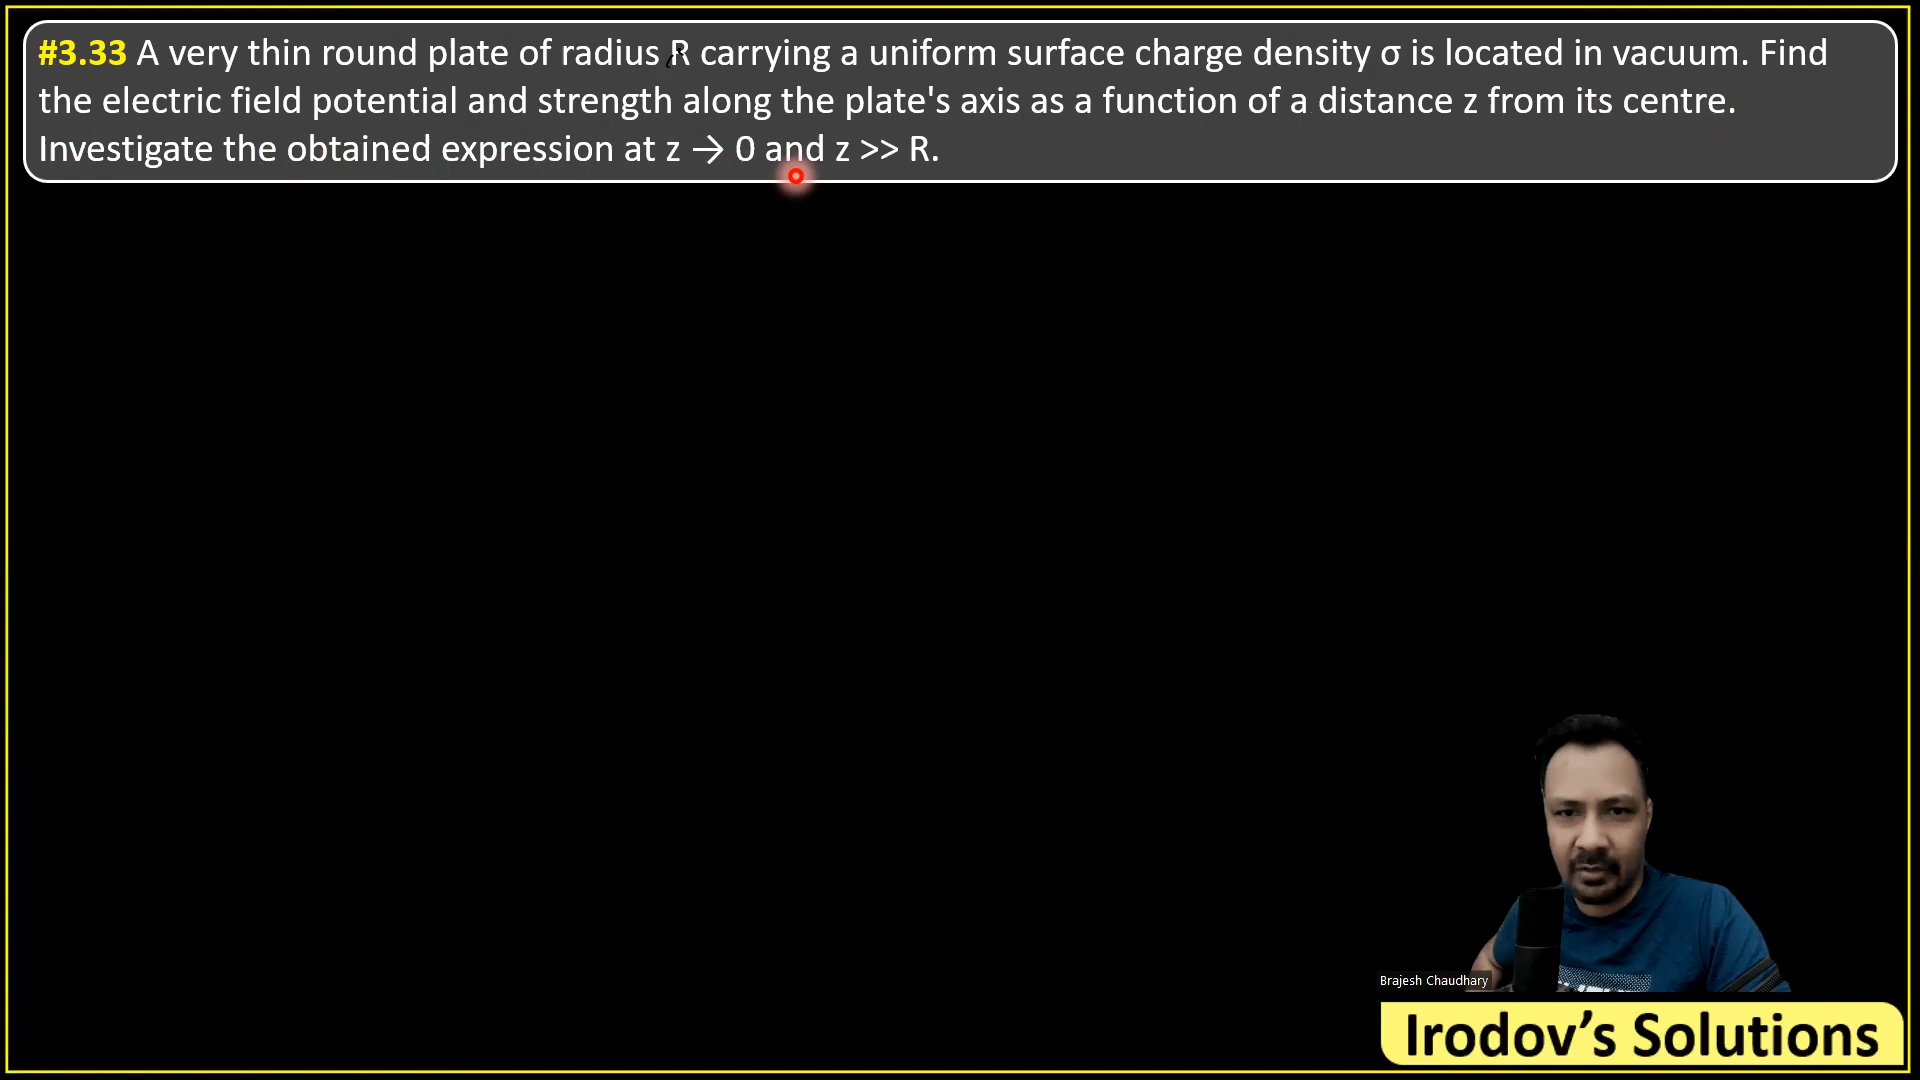 #3.33 A very thin round plate of radius R carrying a uniform surface charge density σ is located in vacuum. Find
the electric field potential and strength along the plate's axis as a function of a distance z from its centre.
Investigate the obtained expression at z → 0 and z >> R.
Brajesh Chaudhary
Irodov’s Solutions